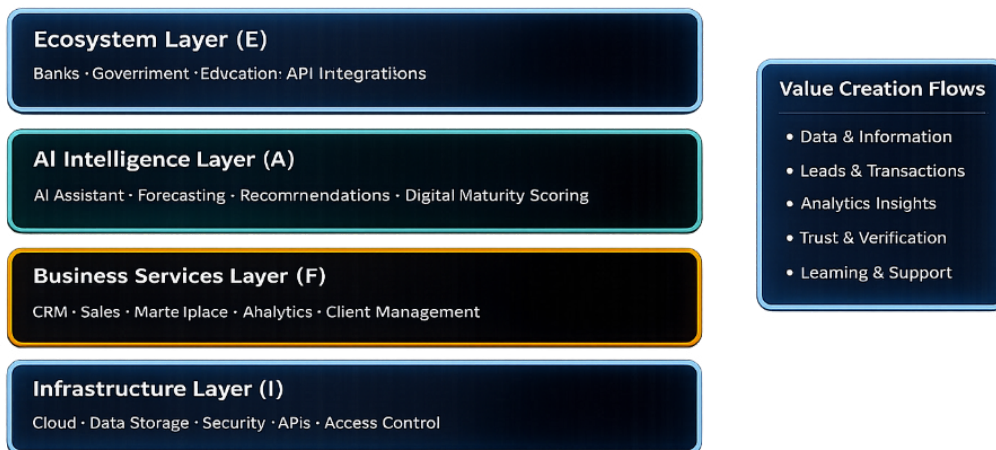 Ecosystem Layer (E)
Banks · Goverriment · Edvcation: API Integratiions
AI Intelligence Layer (A)
AI Assistant · Forecasting · Recomrnendations · Digital Maturity Scoring
Business Services Layer (F)
CRM · Sales · Marte lplace · Ahalytics · Client Management
Infrastructure Layer (I)
Cloud · Data Storage · Security · APis · Access Control
Value Creation Flows
• Data & Information
• Leads & Transactions
• Analytics Insights
• Trust & Verification
• Leaming & Support